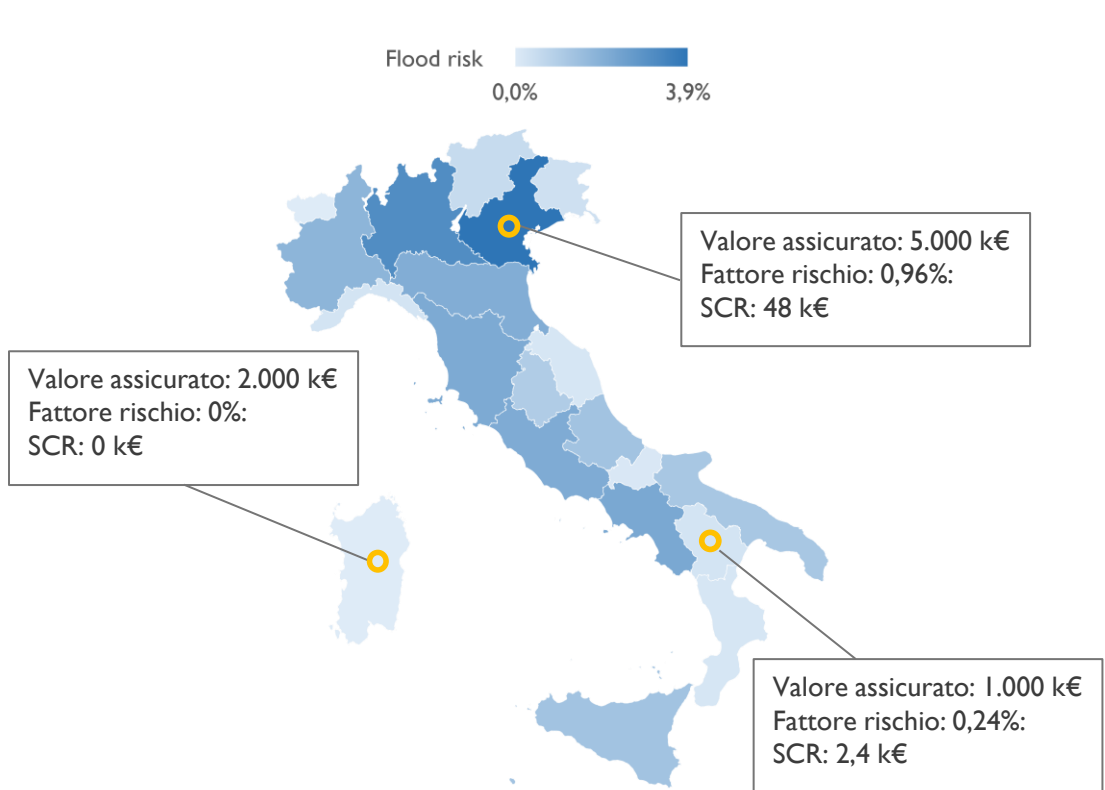 Flood risk
0,0% 3,9%
Valore assicurato: 5.000 k€
Fattore rischio: 0,96%:
SCR: 48 k€
Valore assicurato: 2.000 k€
Fattore rischio: 0%:
SCR: 0 k€
Valore assicurato: 1.000 k€
Fattore rischio: 0,24%:
SCR: 2,4 k€